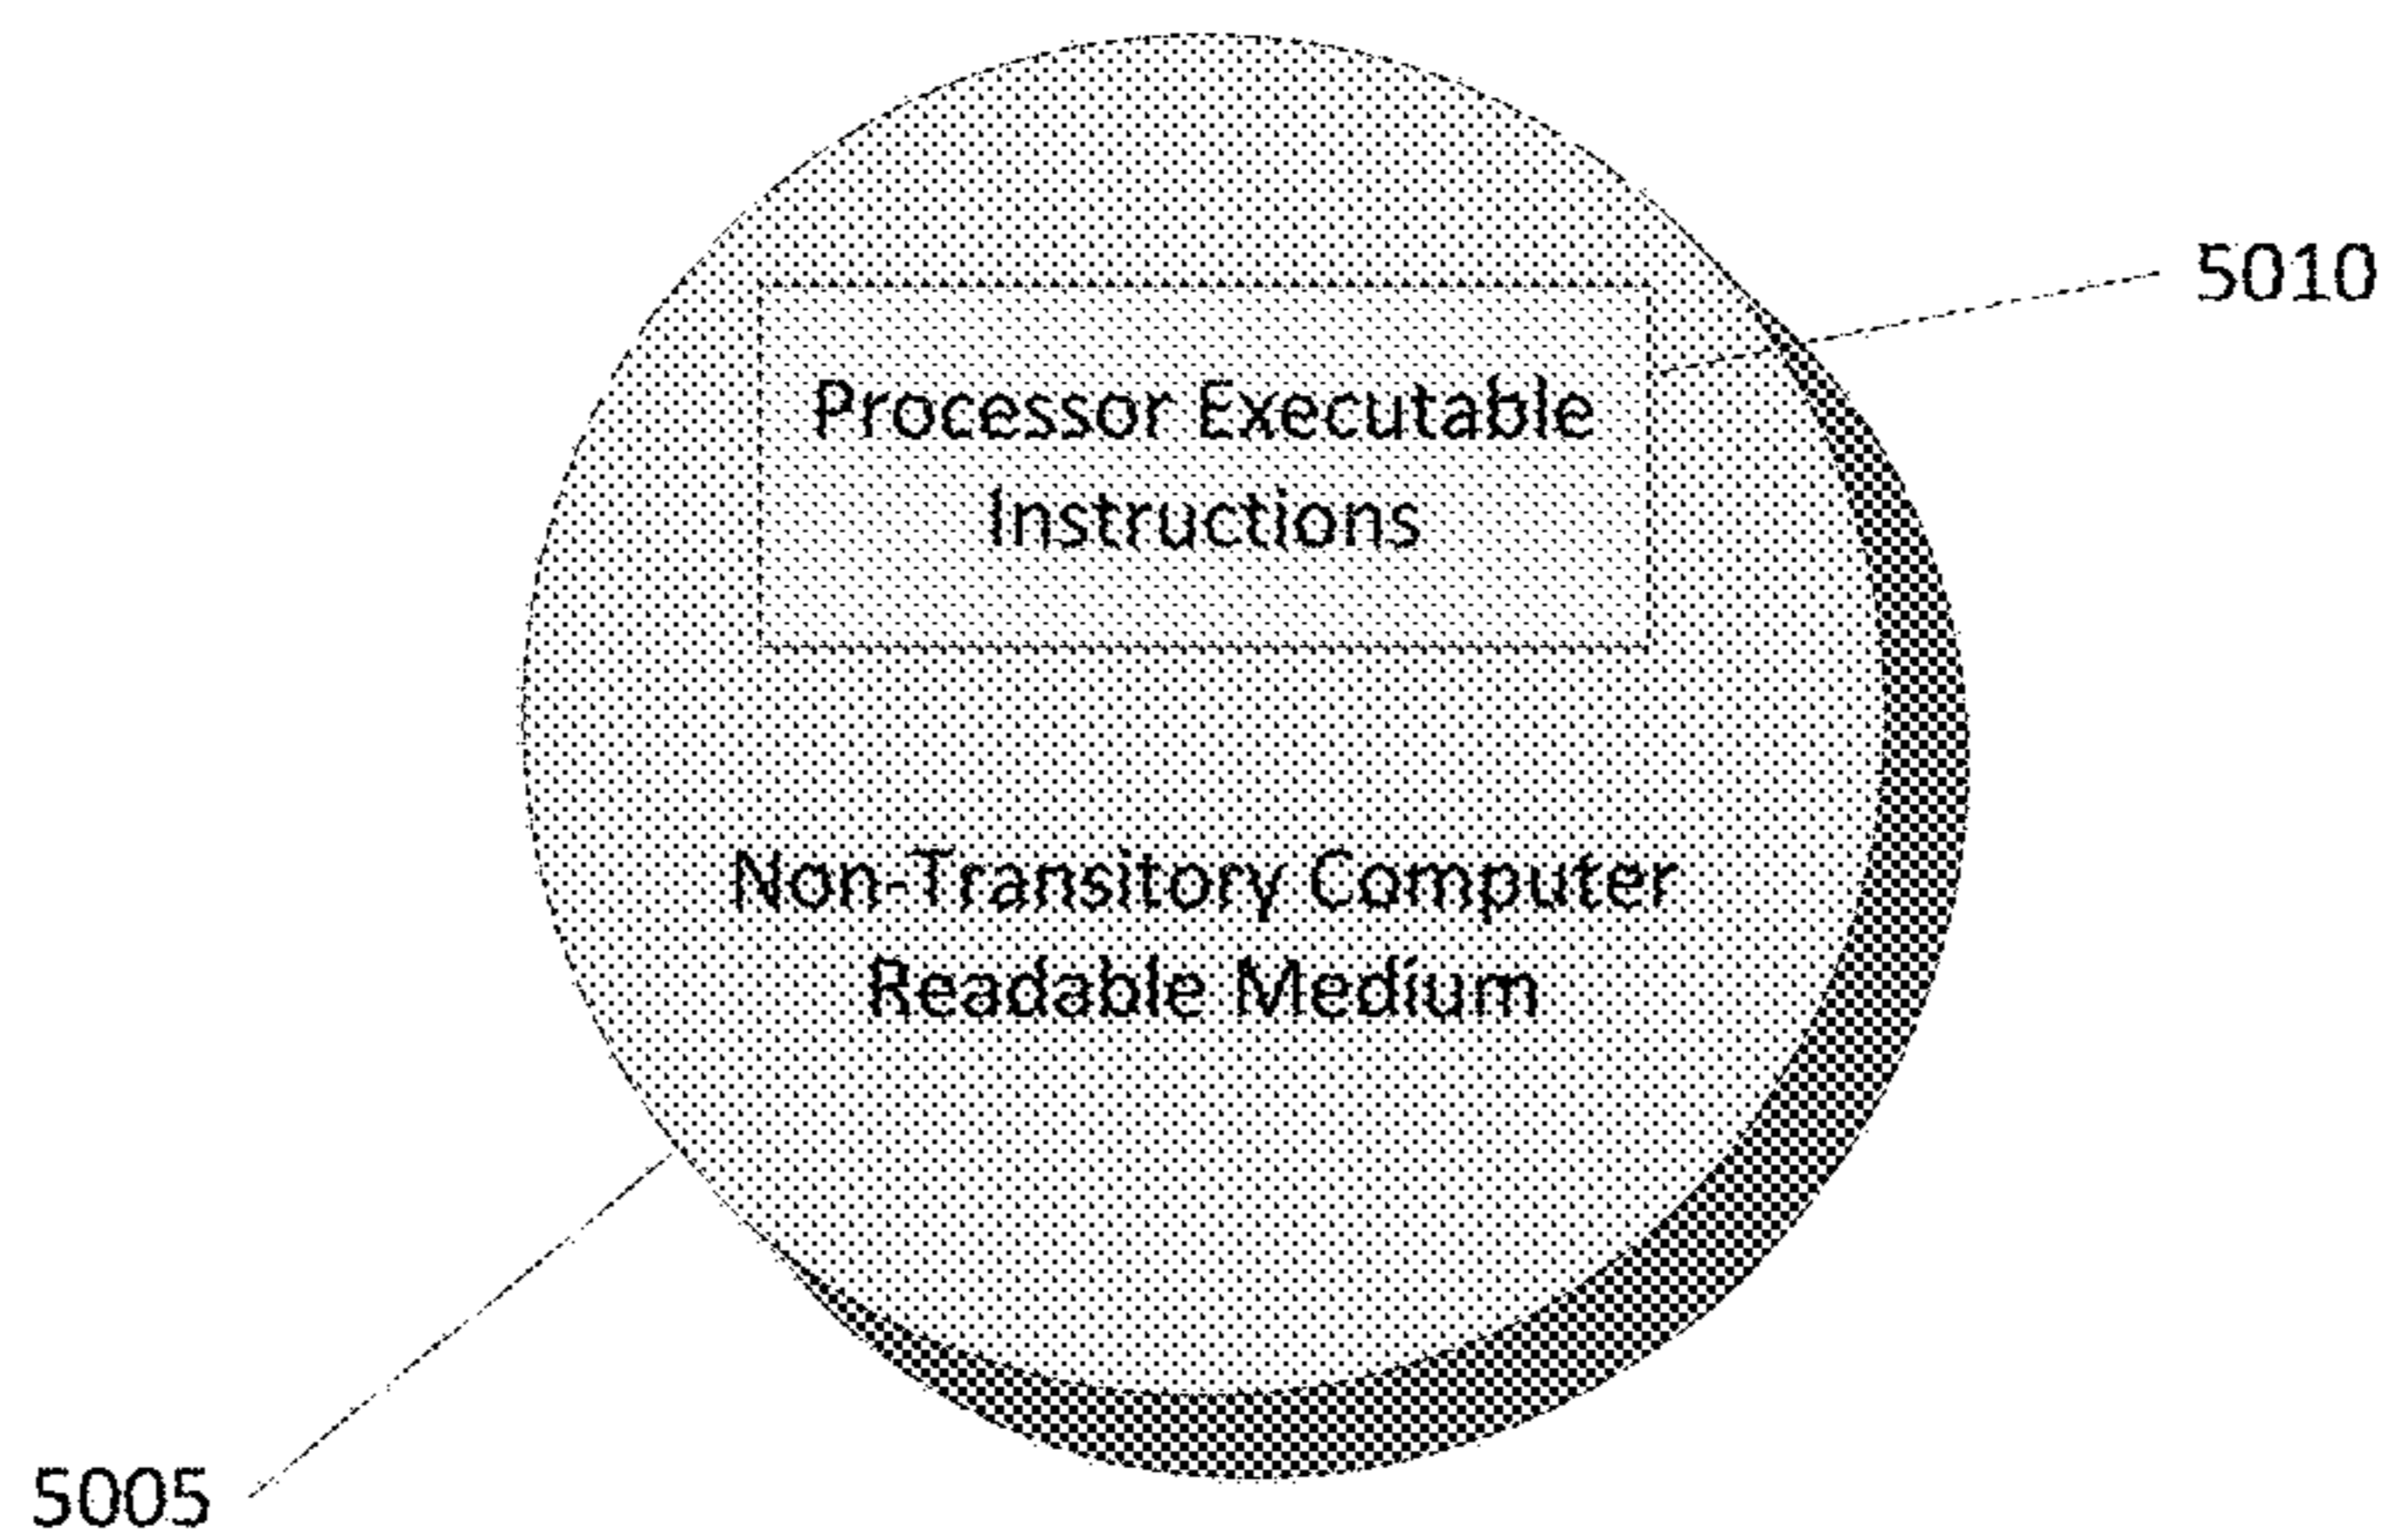 5010
Processor Executable
Instructions
Non-Transitory Computer
Readable Medium
5005